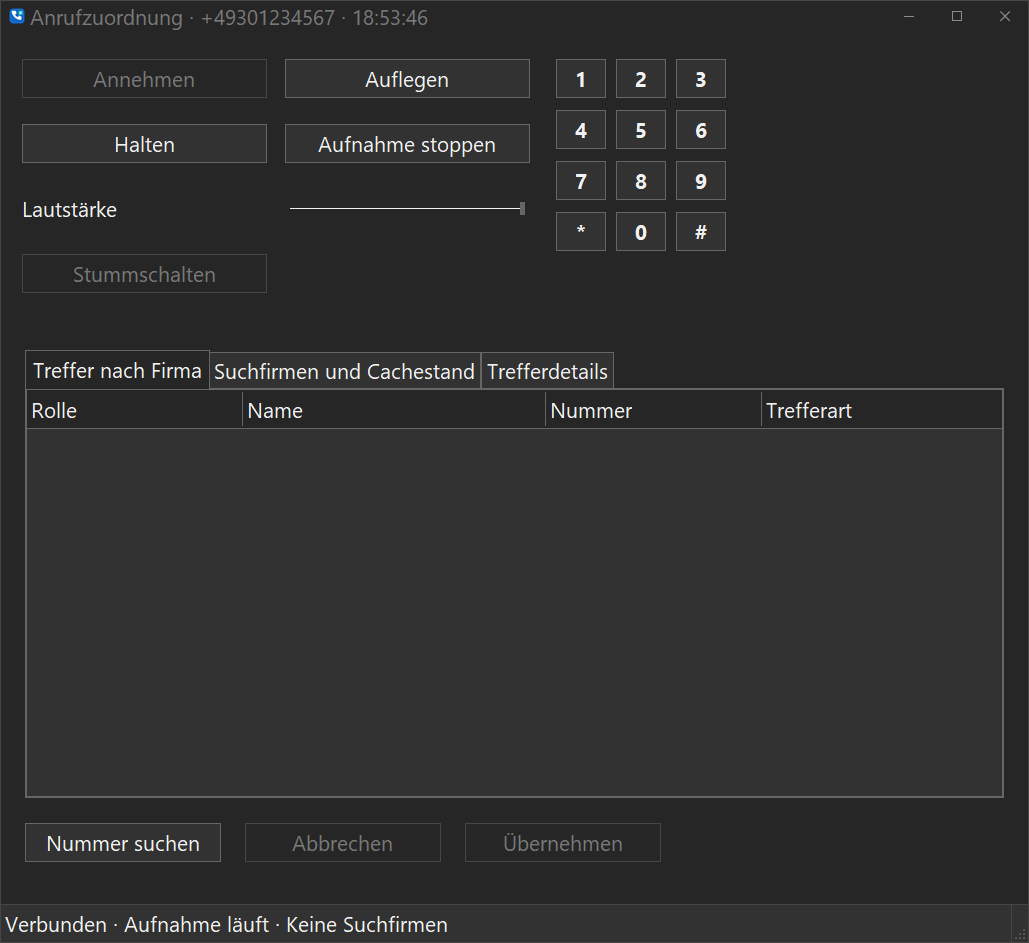 Anrufzuordnung · +49301234567 · 18:53:46
Annehmen Auflegen 1 2 3
Halten Aufnahme stoppen 4 5 6
7 8 9
Lautstärke
* 0 #
Stummschalten
Treffer nach Firma Suchfirmen und Cachestand Trefferdetails
Rolle Name Nummer Trefferart
Nummer suchen Abbrechen Übernehmen
Verbunden · Aufnahme läuft · Keine Suchfirmen